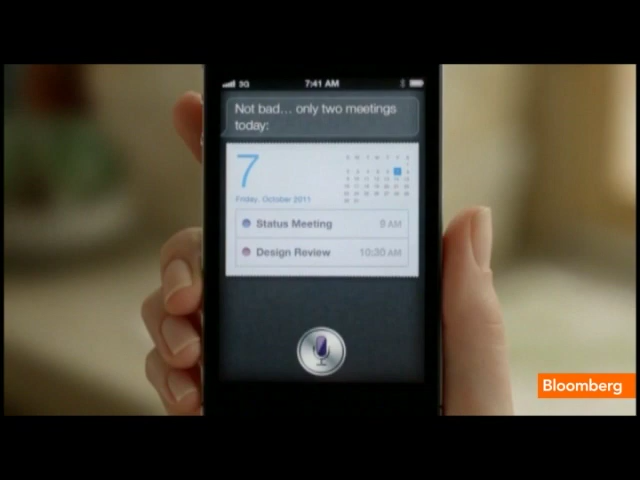 3G 7:41 AM
Not bad... only two meetings
today:
7
Friday, October 2011
Status Meeting 9 AM
Design Review 10:30 AM
Bloomberg